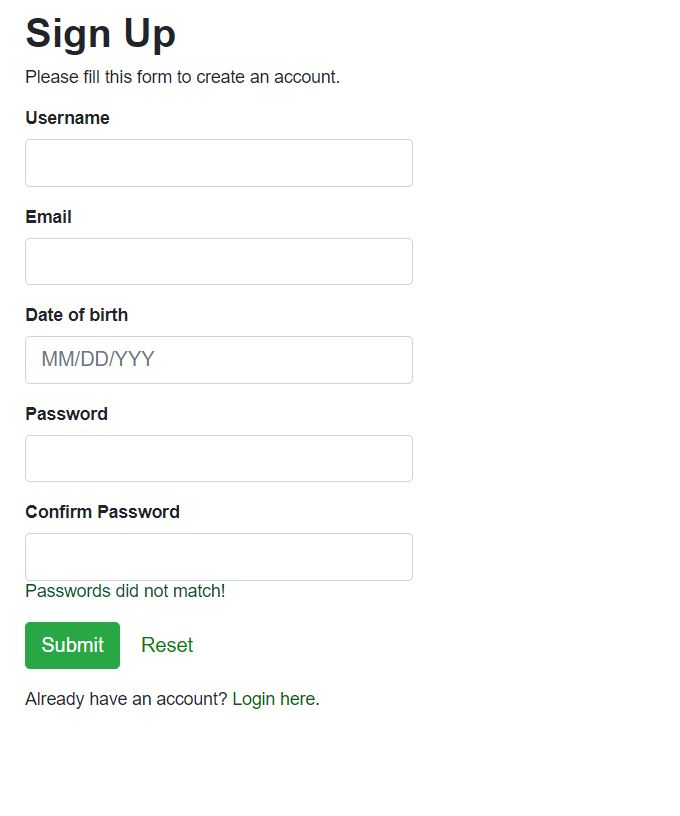 Sign Up
Please fill this form to create an account.
Username
Email
Date of birth
MM/DD/YYY
Password
Confirm Password
Passwords did not match!
Submit Reset
Already have an account? Login here.